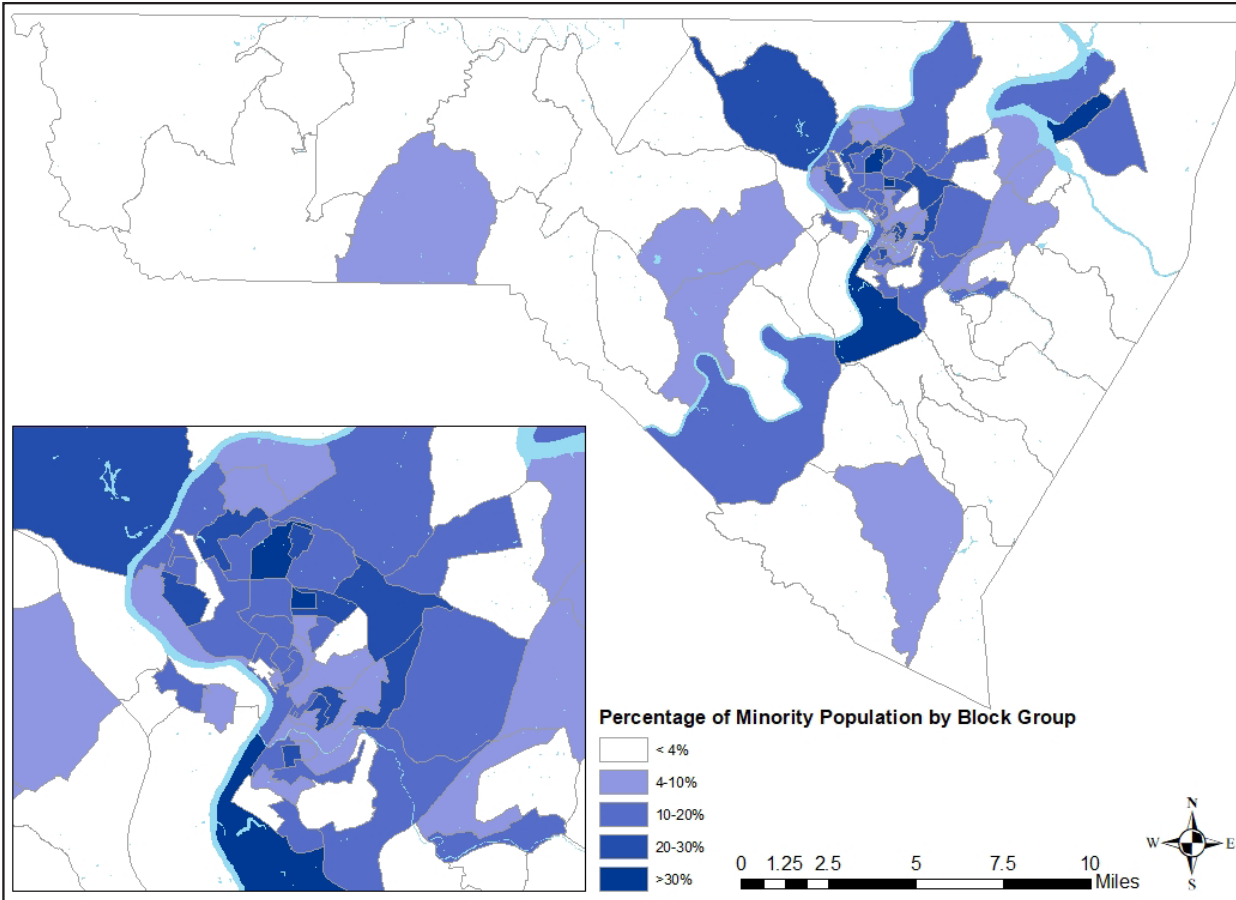 Percentage of Minority Population by Block Group
< 4%
4-10%
10-20%
20-30%
>30%
N
W E
S
0 1.25 2.5 5 7.5 10
Miles